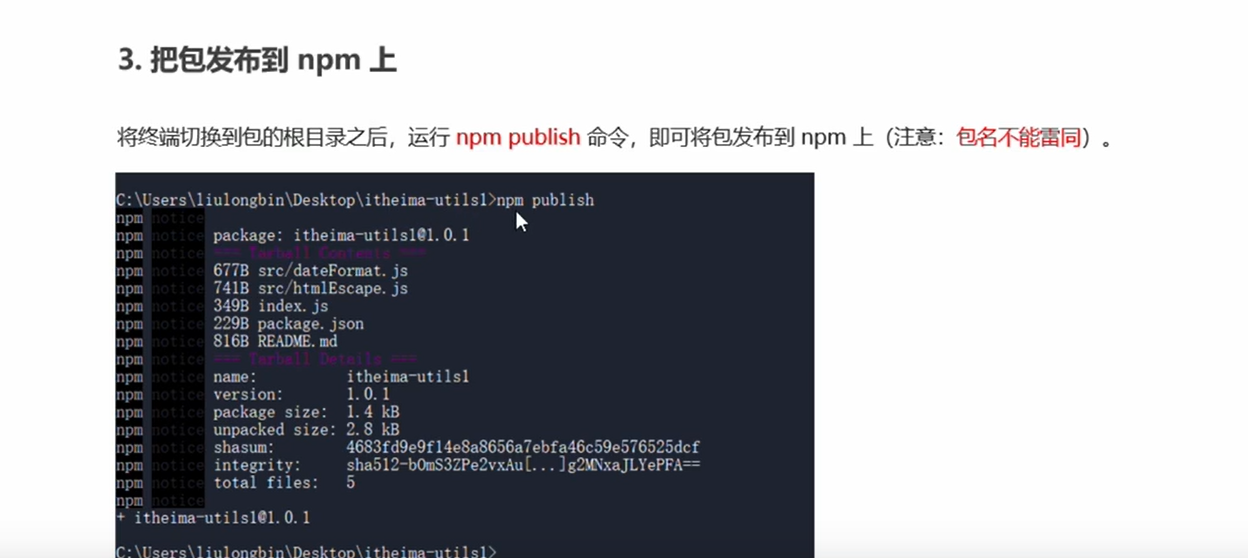 3. 把包发布到 npm 上
将终端切换到包的根目录之后，运行 npm publish 命令，即可将包发布到 npm 上（注意：包名不能雷同）。
C:\Users\liulongbin\Desktop\itheima-utils1>npm publish
npm notice
npm notice package: itheima-utils1@1.0.1
npm notice === Tarball Contents ===
npm notice 677B src/dateFormat.js
npm notice 741B src/htmlEscape.js
npm notice 349B index.js
npm notice 229B package.json
npm notice 816B README.md
npm notice === Tarball Details ===
npm notice name: itheima-utils1
npm notice version: 1.0.1
npm notice package size: 1.4 kB
npm notice unpacked size: 2.8 kB
npm notice shasum: 4683fd9e9f14e8a8656a7ebfa46c59e576525dcf
npm notice integrity: sha512-bOmS3ZPe2vxAu[...]g2MNxaJLYePFA==
npm notice total files: 5
npm notice
+ itheima-utils1@1.0.1
C:\Users\liulongbin\Desktop\itheima-utils1>